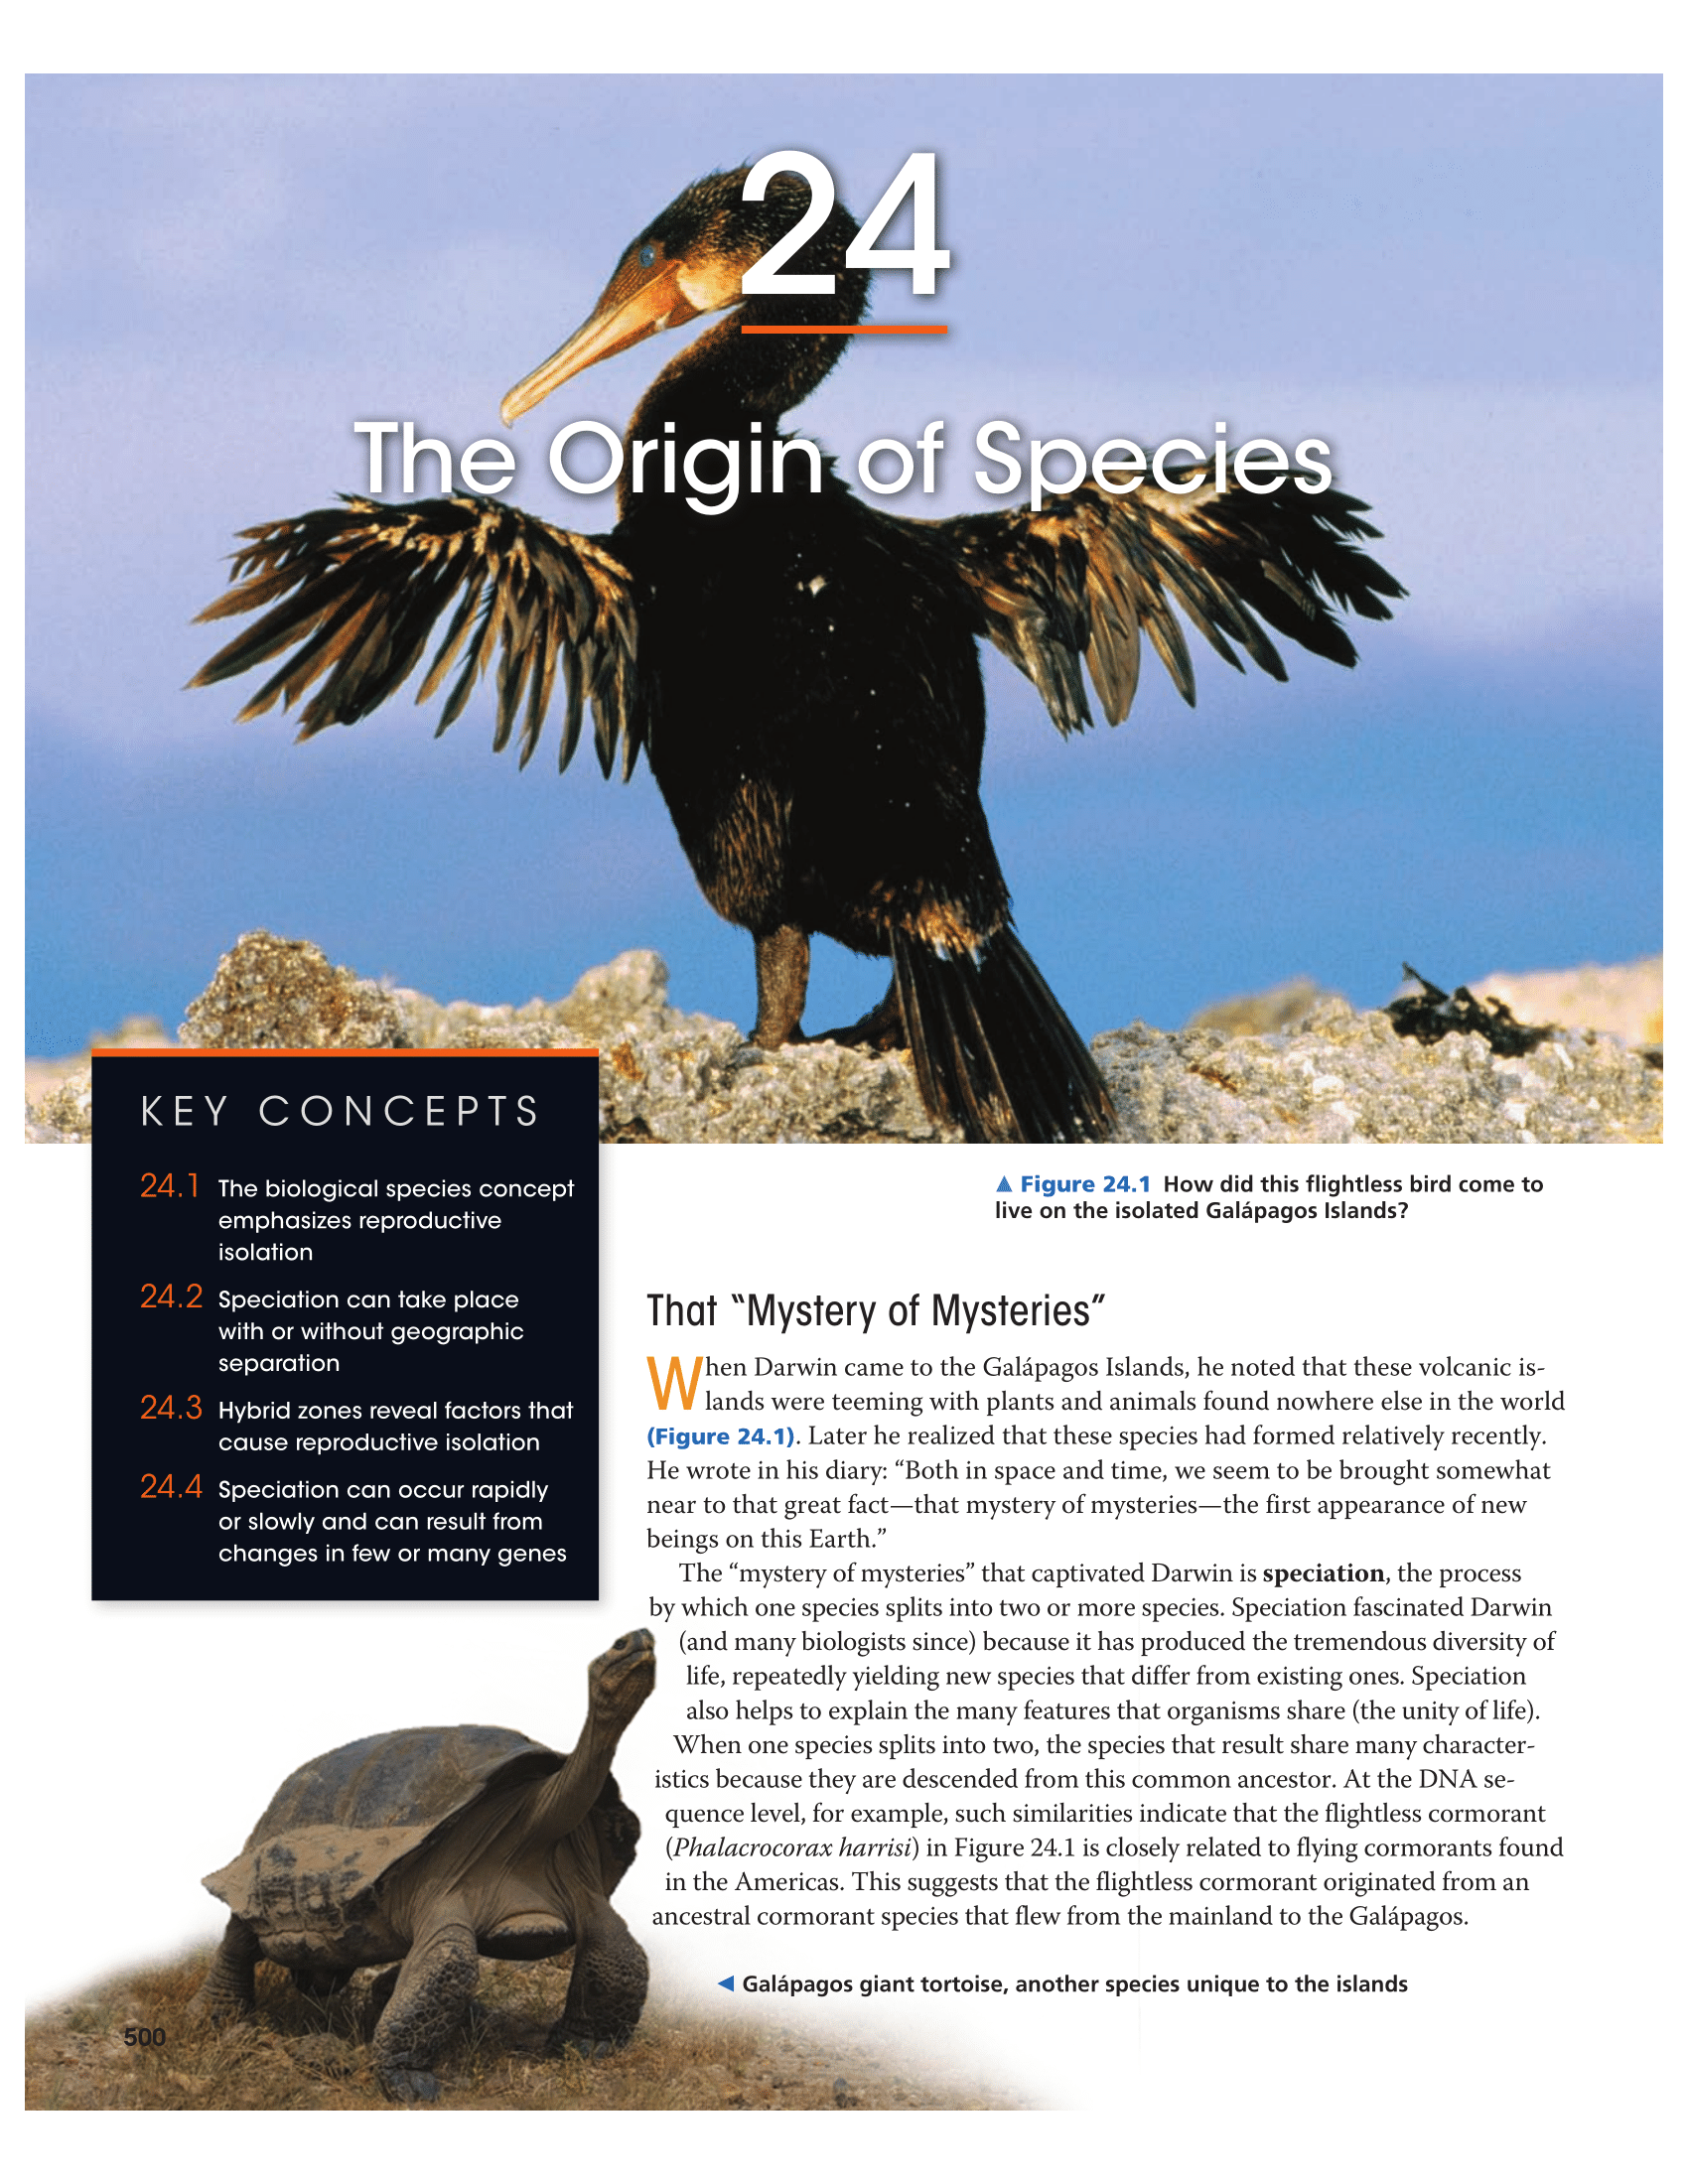 24
The Origin of Species
KEY CONCEPTS
24.1 The biological species concept
emphasizes reproductive
isolation
24.2 Speciation can take place
with or without geographic
separation
24.3 Hybrid zones reveal factors that
cause reproductive isolation
24.4 Speciation can occur rapidly
or slowly and can result from
changes in few or many genes
▲ Figure 24.1 How did this flightless bird come to
live on the isolated Galápagos Islands?
That “Mystery of Mysteries”
When Darwin came to the Galápagos Islands, he noted that these volcanic is-
lands were teeming with plants and animals found nowhere else in the world
(Figure 24.1). Later he realized that these species had formed relatively recently.
He wrote in his diary: “Both in space and time, we seem to be brought somewhat
near to that great fact—that mystery of mysteries—the first appearance of new
beings on this Earth.”
The “mystery of mysteries” that captivated Darwin is speciation, the process
by which one species splits into two or more species. Speciation fascinated Darwin
(and many biologists since) because it has produced the tremendous diversity of
life, repeatedly yielding new species that differ from existing ones. Speciation
also helps to explain the many features that organisms share (the unity of life).
When one species splits into two, the species that result share many character-
istics because they are descended from this common ancestor. At the DNA se-
quence level, for example, such similarities indicate that the flightless cormorant
(Phalacrocorax harrisi) in Figure 24.1 is closely related to flying cormorants found
in the Americas. This suggests that the flightless cormorant originated from an
ancestral cormorant species that flew from the mainland to the Galápagos.
◀ Galápagos giant tortoise, another species unique to the islands
500